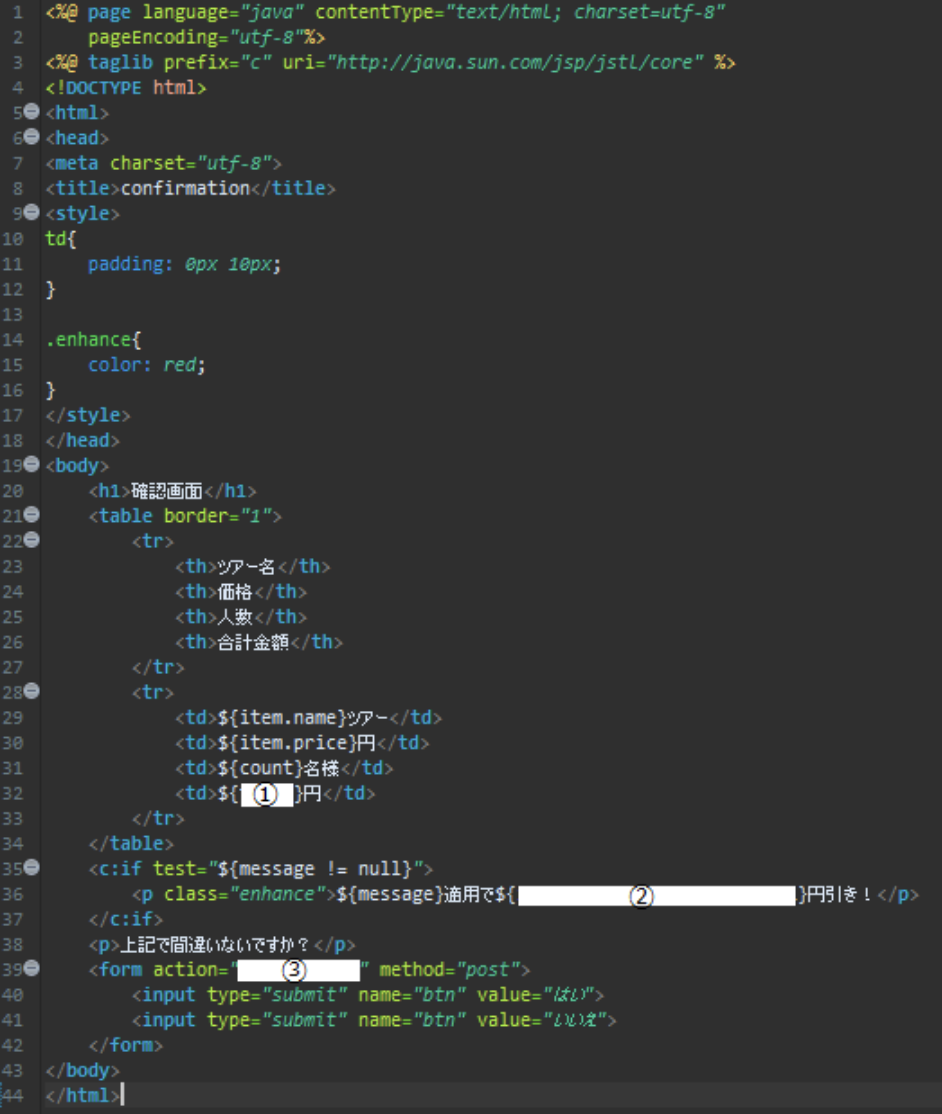 1 <%@ page language="java" contentType="text/html; charset=utf-8"
2 pageEncoding="utf-8"%>
3 <%@ taglib prefix="c" uri="http://java.sun.com/jsp/jstl/core" %>
4 <!DOCTYPE html>
5 <html>
6 <head>
7 <meta charset="utf-8">
8 <title>confirmation</title>
9 <style>
10 td{
11 padding: 0px 10px;
12 }
13
14 .enhance{
15 color: red;
16 }
17 </style>
18 </head>
19 <body>
20 <h1>確認画面</h1>
21 <table border="1">
22 <tr>
23 <th>ツアー名</th>
24 <th>価格</th>
25 <th>人数</th>
26 <th>合計金額</th>
27 </tr>
28 <tr>
29 <td>${item.name}ツアー</td>
30 <td>${item.price}円</td>
31 <td>${count}名様</td>
32 <td>${ ① }円</td>
33 </tr>
34 </table>
35 <c:if test="${message != null}">
36 <p class="enhance">${message}適用で${ ② }円引き！</p>
37 </c:if>
38 <p>上記で間違いないですか？</p>
39 <form action=" ③ " method="post">
40 <input type="submit" name="btn" value="はい">
41 <input type="submit" name="btn" value="いいえ">
42 </form>
43 </body>
44 </html>